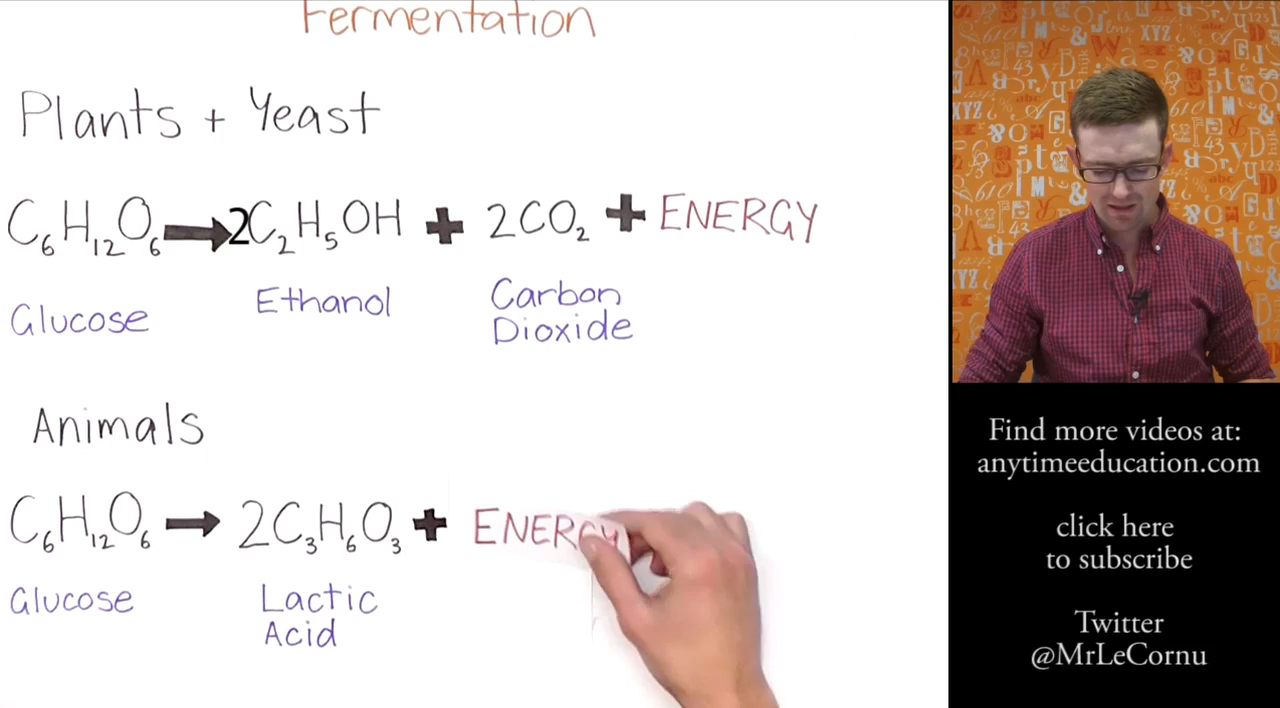 Fermentation
Plants + Yeast
C₆H₁₂O₆ → 2C₂H₅OH + 2CO₂ + ENERGY
Glucose Ethanol Carbon Dioxide
Animals
C₆H₁₂O₆ → 2C₃H₆O₃ + ENERGY
Glucose Lactic Acid
Find more videos at:
anytimeeducation.com
click here
to subscribe
Twitter
@MrLeCornu